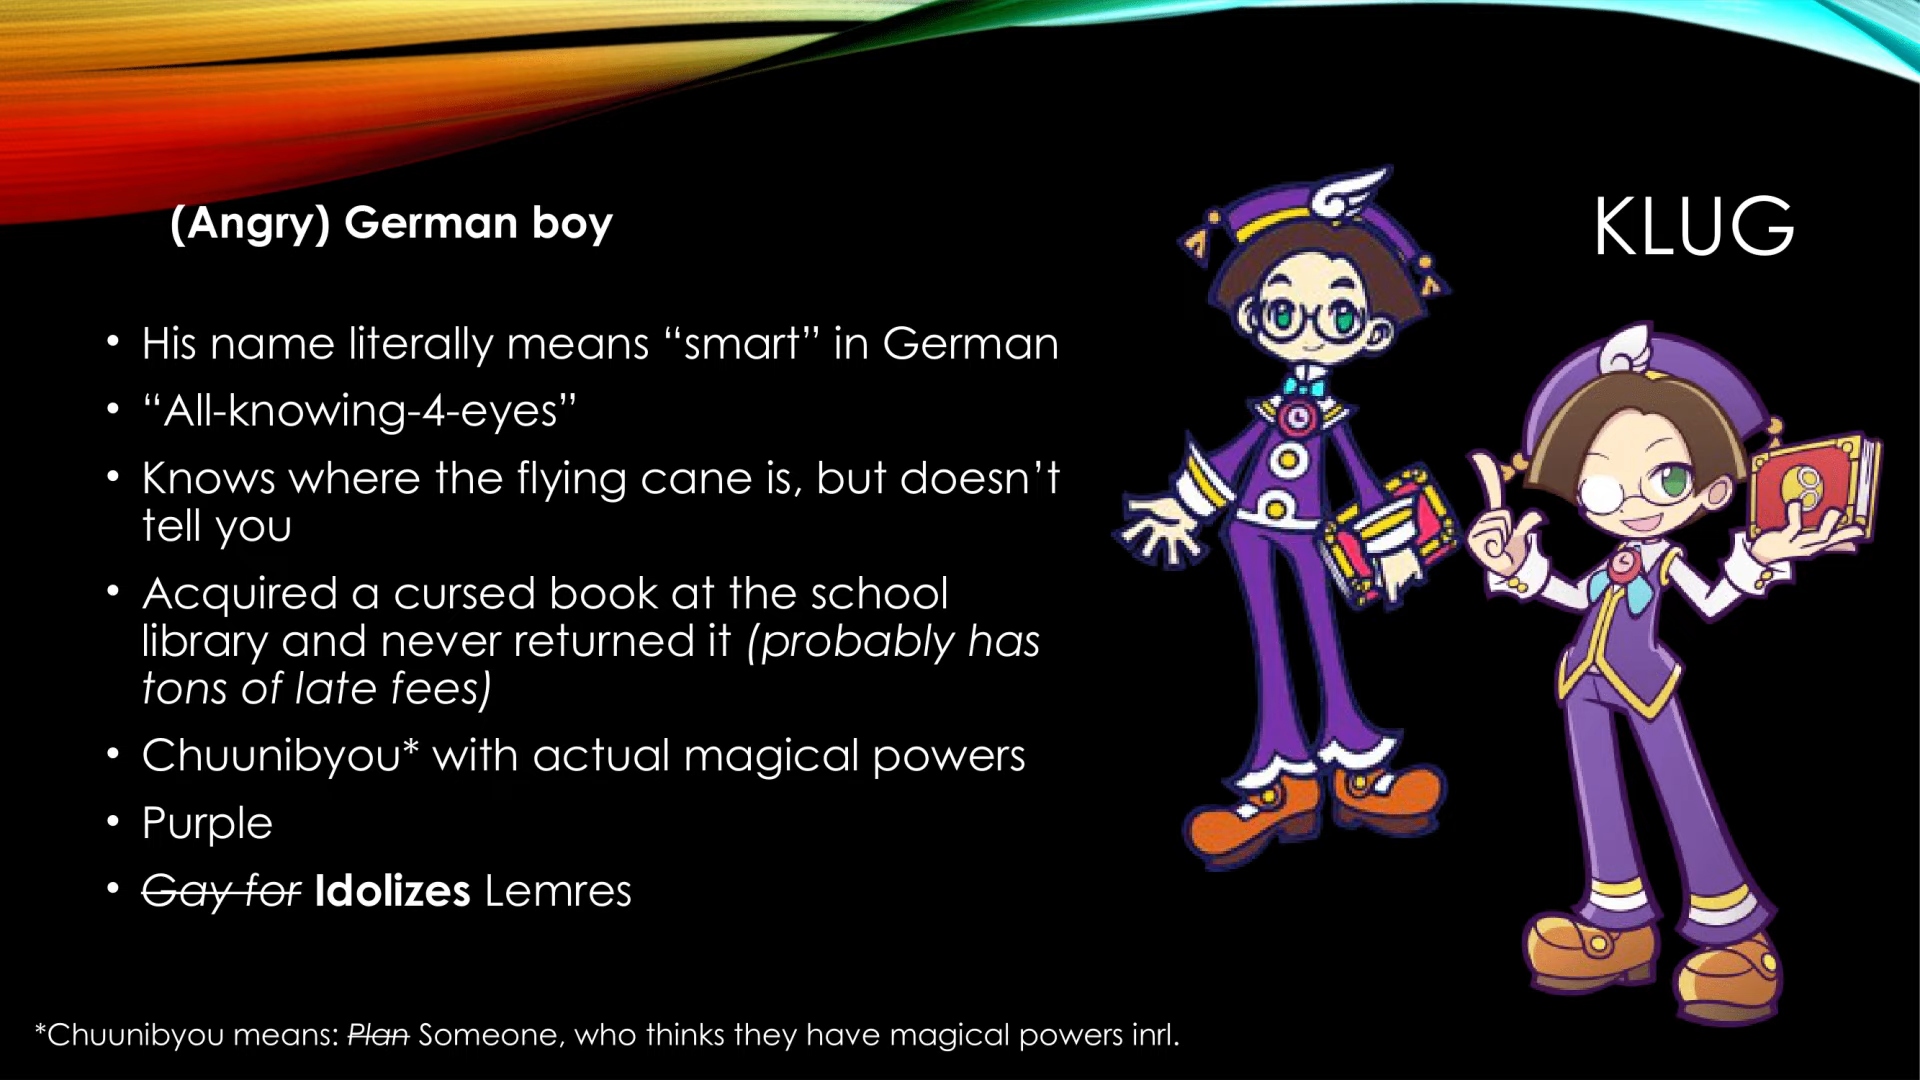 (Angry) German boy
KLUG
• His name literally means “smart” in German
• “All-knowing-4-eyes”
• Knows where the flying cane is, but doesn’t
tell you
• Acquired a cursed book at the school
library and never returned it (probably has
tons of late fees)
• Chuunibyou* with actual magical powers
• Purple
• Gay for Idolizes Lemres
*Chuunibyou means: Plan Someone, who thinks they have magical powers inrl.